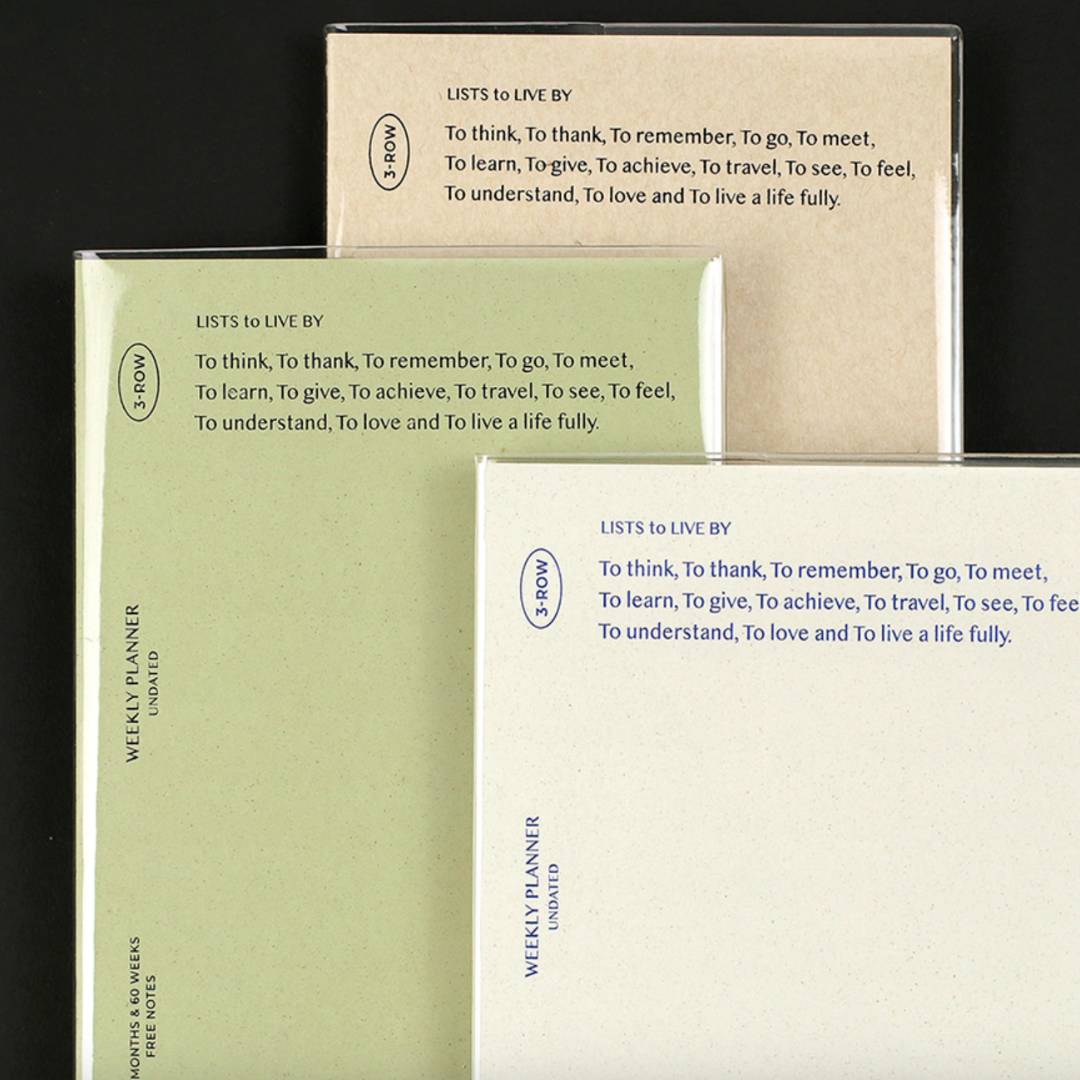 LISTS to LIVE BY
3-ROW
To think, To thank, To remember, To go, To meet,
To learn, To give, To achieve, To travel, To see, To feel,
To understand, To love and To live a life fully.
LISTS to LIVE BY
3-ROW
To think, To thank, To remember, To go, To meet,
To learn, To give, To achieve, To travel, To see, To feel,
To understand, To love and To live a life fully.
WEEKLY PLANNER
UNDATED
MONTHS & 60 WEEKS
FREE NOTES
LISTS to LIVE BY
3-ROW
To think, To thank, To remember, To go, To meet,
To learn, To give, To achieve, To travel, To see, To fee
To understand, To love and To live a life fully.
WEEKLY PLANNER
UNDATED